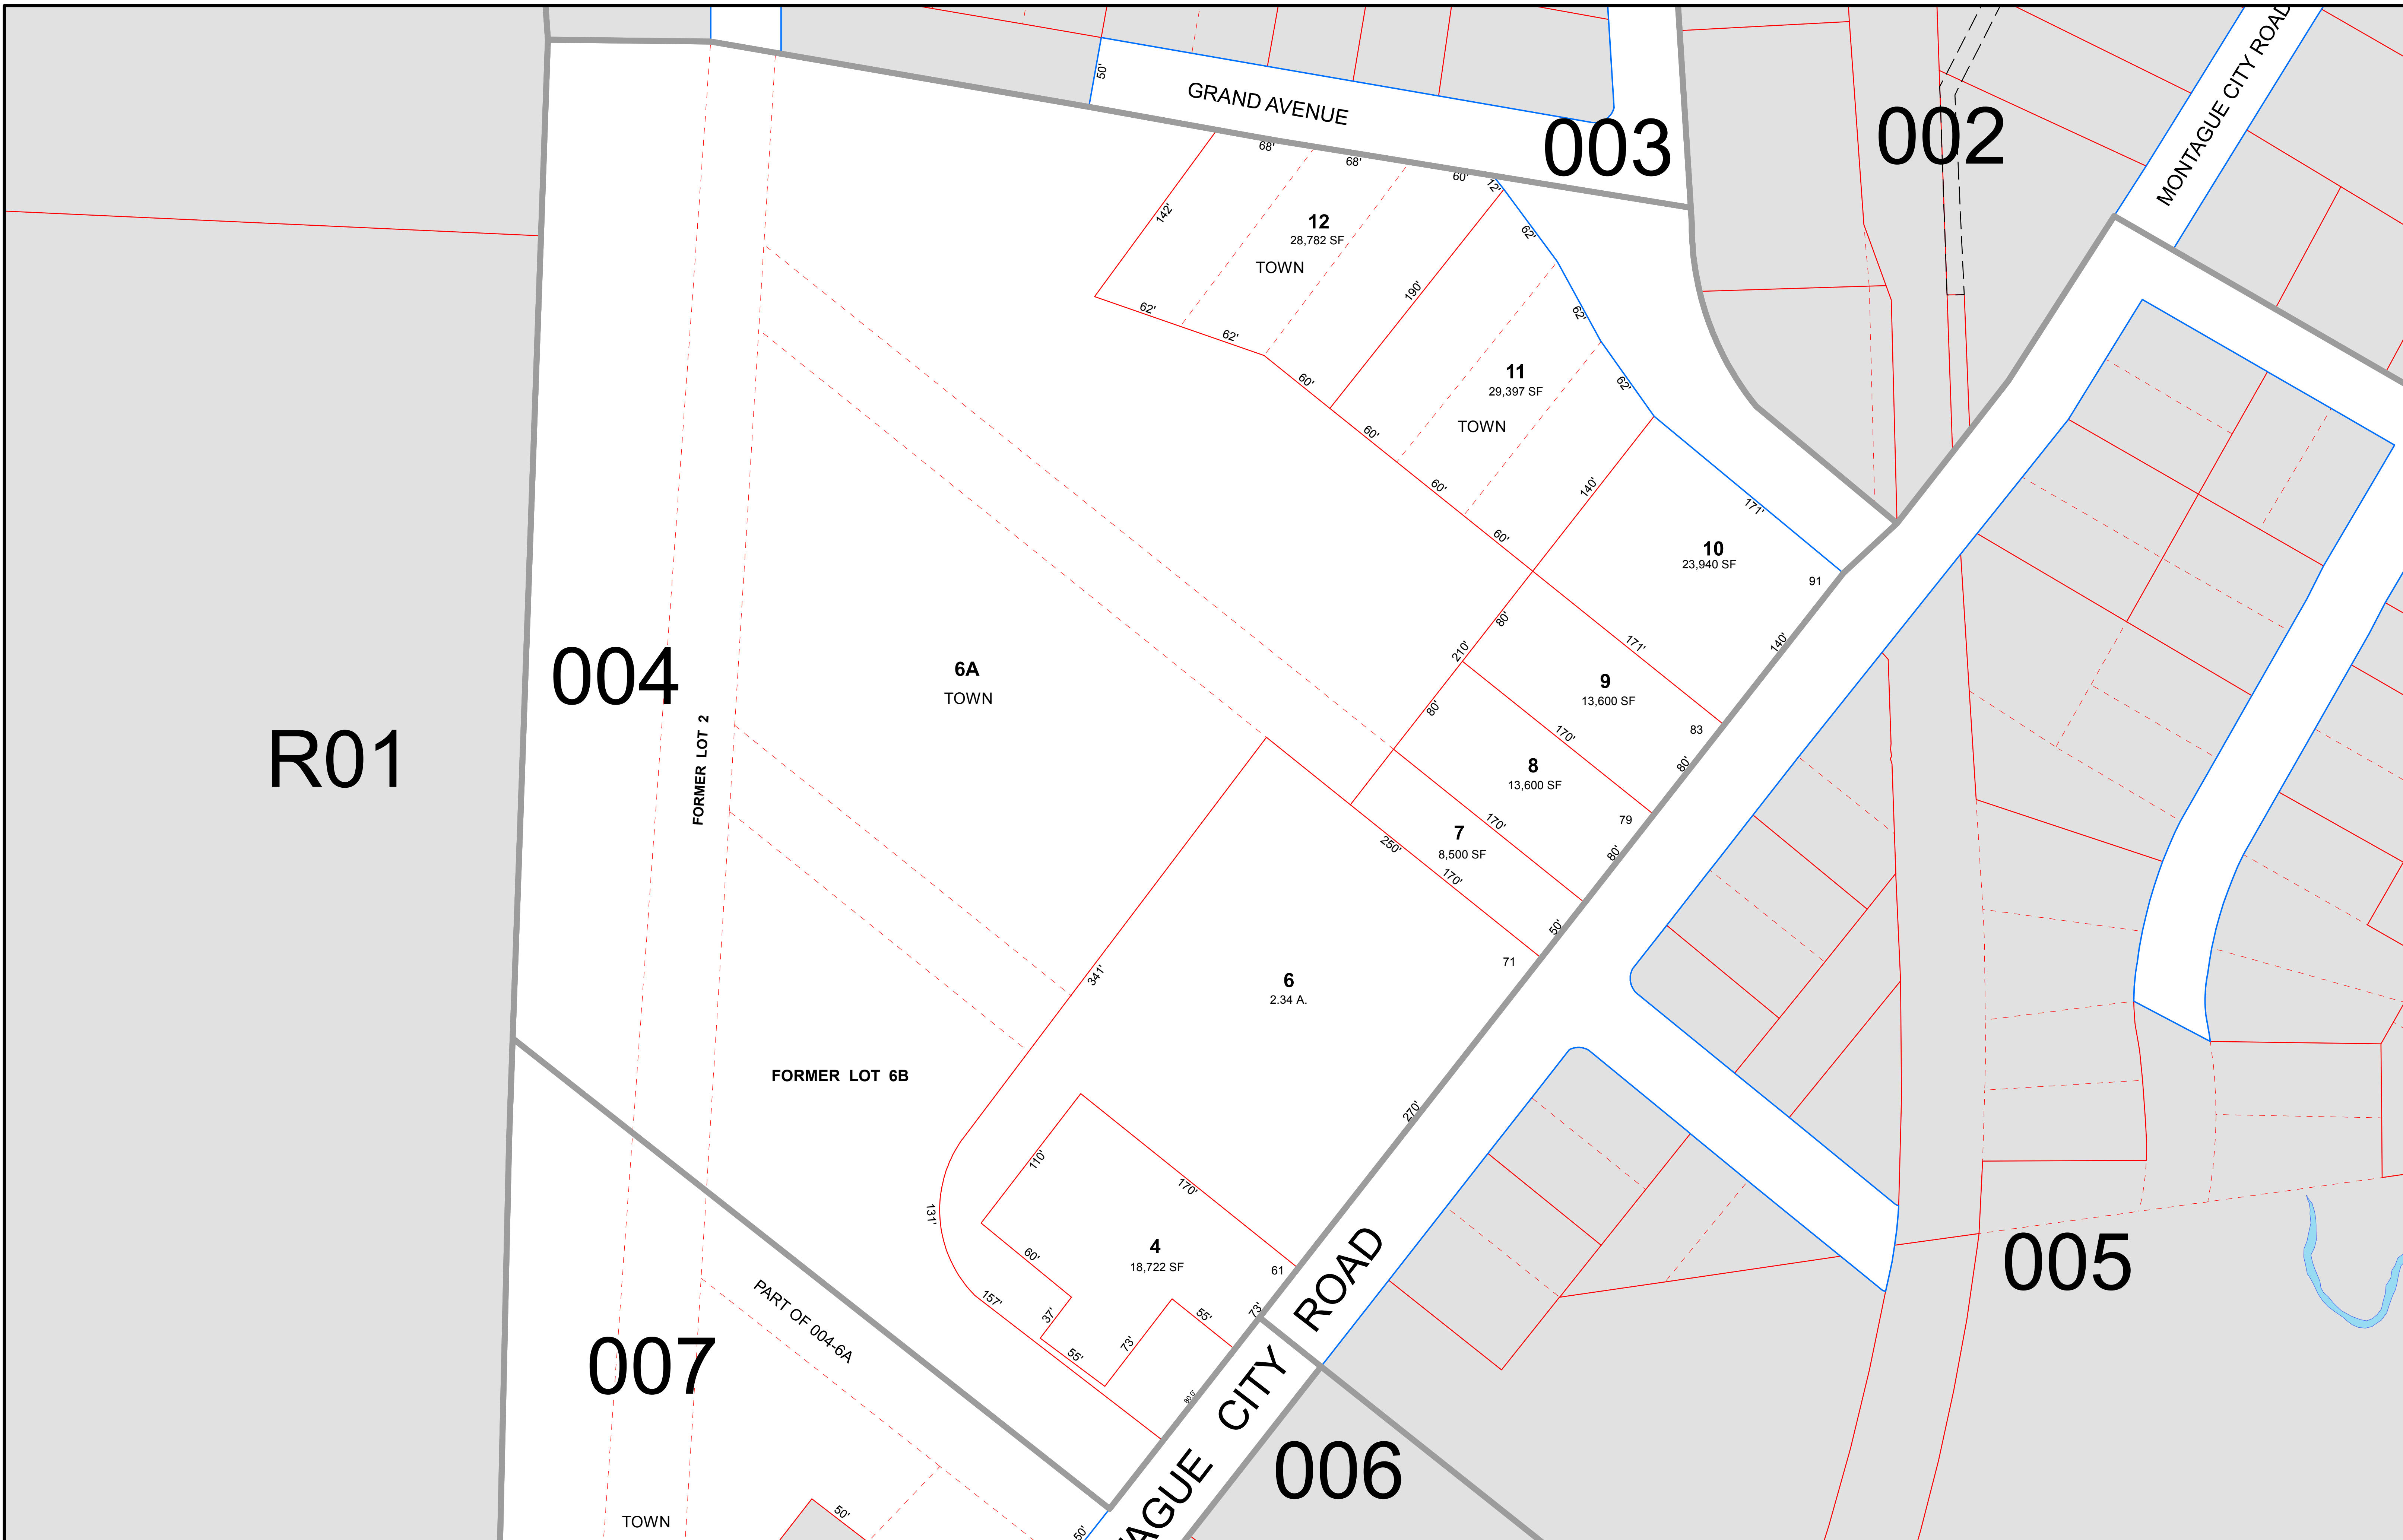 MONTAGUE CITY ROAD
50'
GRAND AVENUE
003
002
68'
68'
60'
12'
142'
12
28,782 SF
TOWN
62'
190'
62'
62'
62'
62'
60'
11
29,397 SF
TOWN
60'
60'
60'
140'
171'
10
23,940 SF
91
140'
80'
210'
171'
004
6A
TOWN
9
13,600 SF
83
80'
170'
80'
R01
FORMER LOT 2
8
13,600 SF
79
80'
7
8,500 SF
170'
250'
170'
50'
71
341'
6
2.34 A.
FORMER LOT 6B
270'
110'
170'
131'
4
18,722 SF
61
60'
157'
37'
55'
73'
55'
73'
80.0'
005
PART OF 004-6A
007
ROAD
CITY
AGUE
006
50'
TOWN
50'